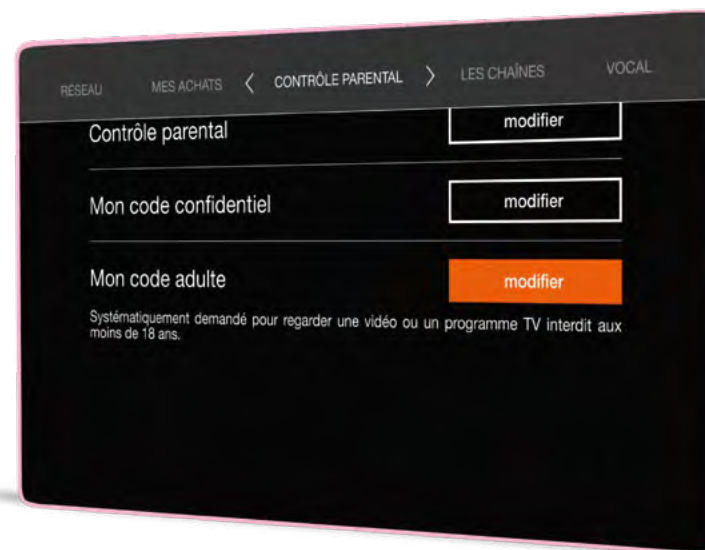 RÉSEAU MES ACHATS CONTRÔLE PARENTAL LES CHAÎNES VOCAL
Contrôle parental modifier
Mon code confidentiel modifier
Mon code adulte modifier
Systématiquement demandé pour regarder une vidéo ou un programme TV interdit aux
moins de 18 ans.